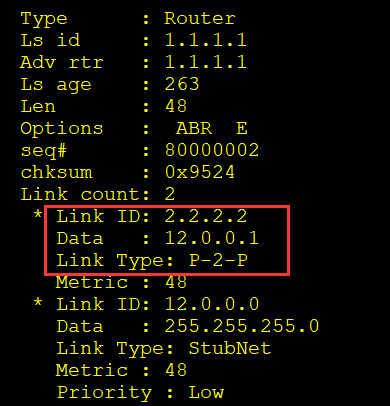 Type : Router
Ls id : 1.1.1.1
Adv rtr : 1.1.1.1
Ls age : 263
Len : 48
Options : ABR E
seq# : 80000002
chksum : 0x9524
Link count: 2
* Link ID: 2.2.2.2
Data : 12.0.0.1
Link Type: P-2-P
Metric : 48
* Link ID: 12.0.0.0
Data : 255.255.255.0
Link Type: StubNet
Metric : 48
Priority : Low